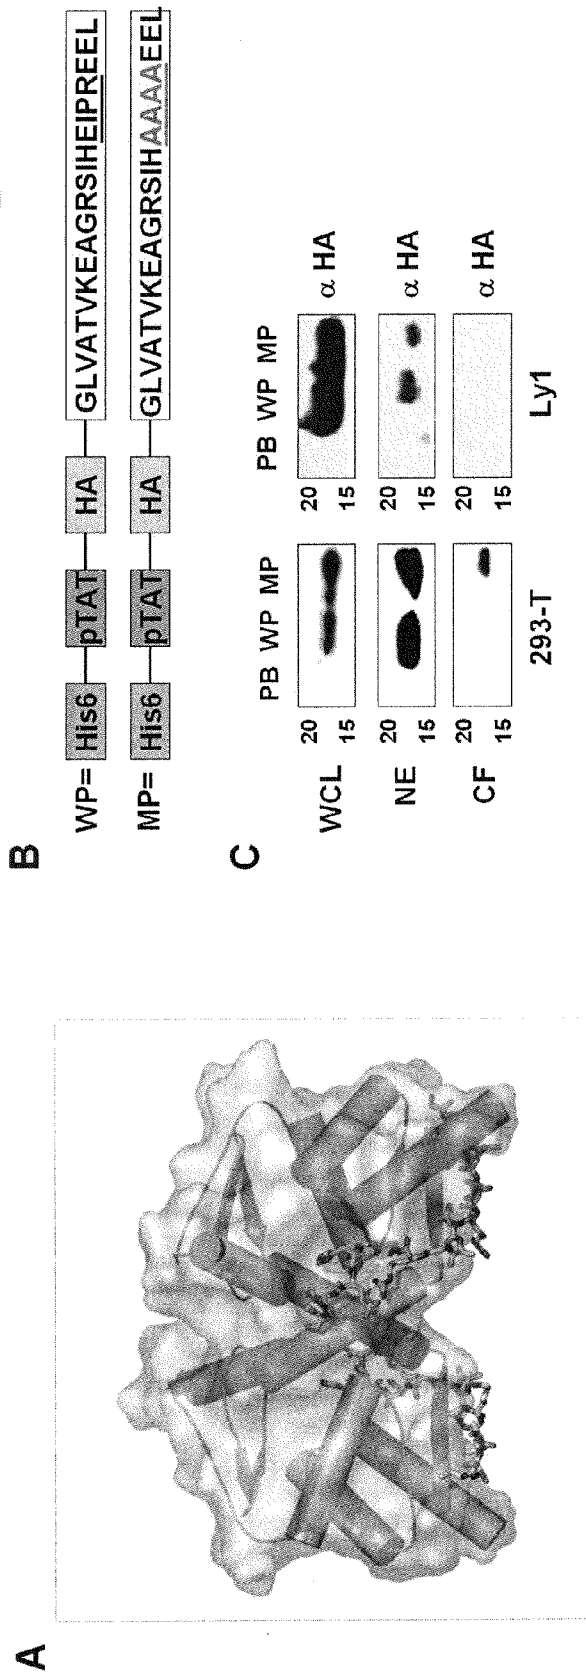 A
B
WP= His6 pTAT HA GLVATVKEAGRSIHEIPREEL
MP= His6 pTAT HA GLVATVKEAGRSIHAAAAEEL
C
PB WP MP PB WP MP
WCL 20 15 20 15 α HA
NE 20 15 20 15 α HA
CF 20 15 20 15 α HA
293-T Ly1